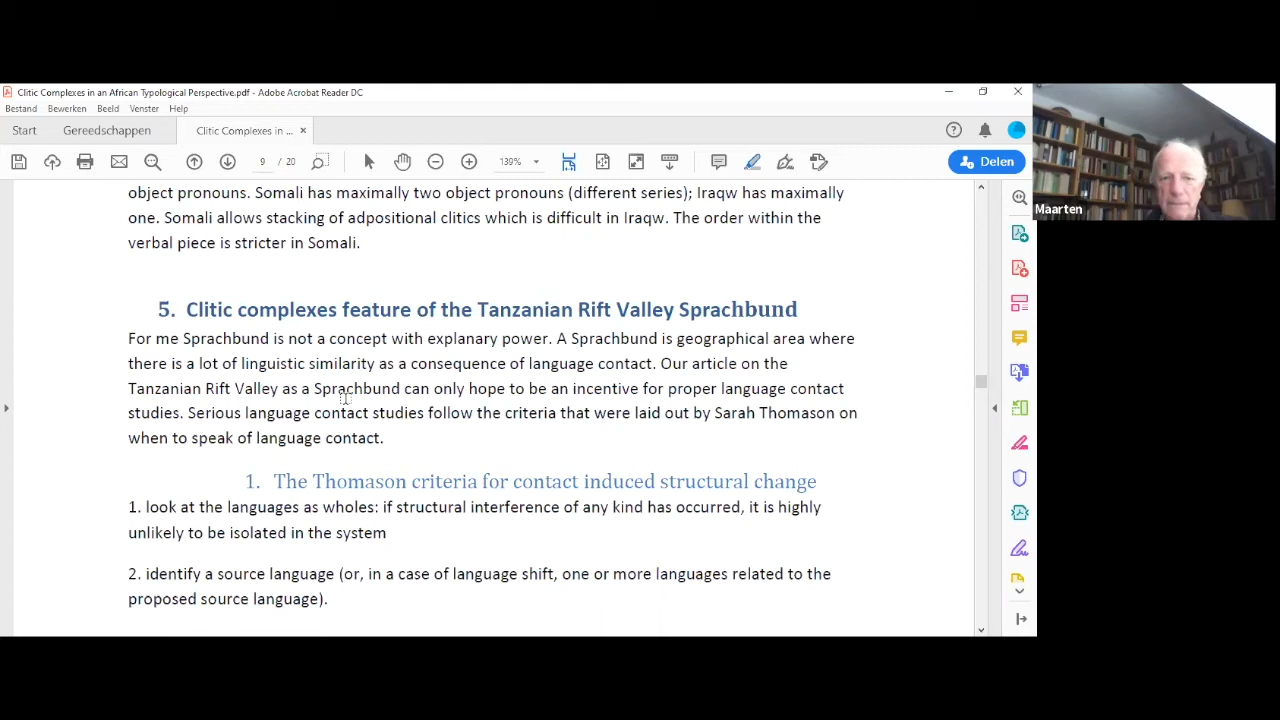 Clitic Complexes in an African Typological Perspective.pdf - Adobe Acrobat Reader DC
Bestand Bewerken Beeld Venster Help
Start Gereedschappen Clitic Complexes in ... ×
9 / 20 139% Delen
Maarten
object pronouns. Somali has maximally two object pronouns (different series); Iraqw has maximally
one. Somali allows stacking of adpositional clitics which is difficult in Iraqw. The order within the
verbal piece is stricter in Somali.
5. Clitic complexes feature of the Tanzanian Rift Valley Sprachbund
For me Sprachbund is not a concept with explanary power. A Sprachbund is geographical area where
there is a lot of linguistic similarity as a consequence of language contact. Our article on the
Tanzanian Rift Valley as a Sprachbund can only hope to be an incentive for proper language contact
studies. Serious language contact studies follow the criteria that were laid out by Sarah Thomason on
when to speak of language contact.
1. The Thomason criteria for contact induced structural change
1. look at the languages as wholes: if structural interference of any kind has occurred, it is highly
unlikely to be isolated in the system
2. identify a source language (or, in a case of language shift, one or more languages related to the
proposed source language).